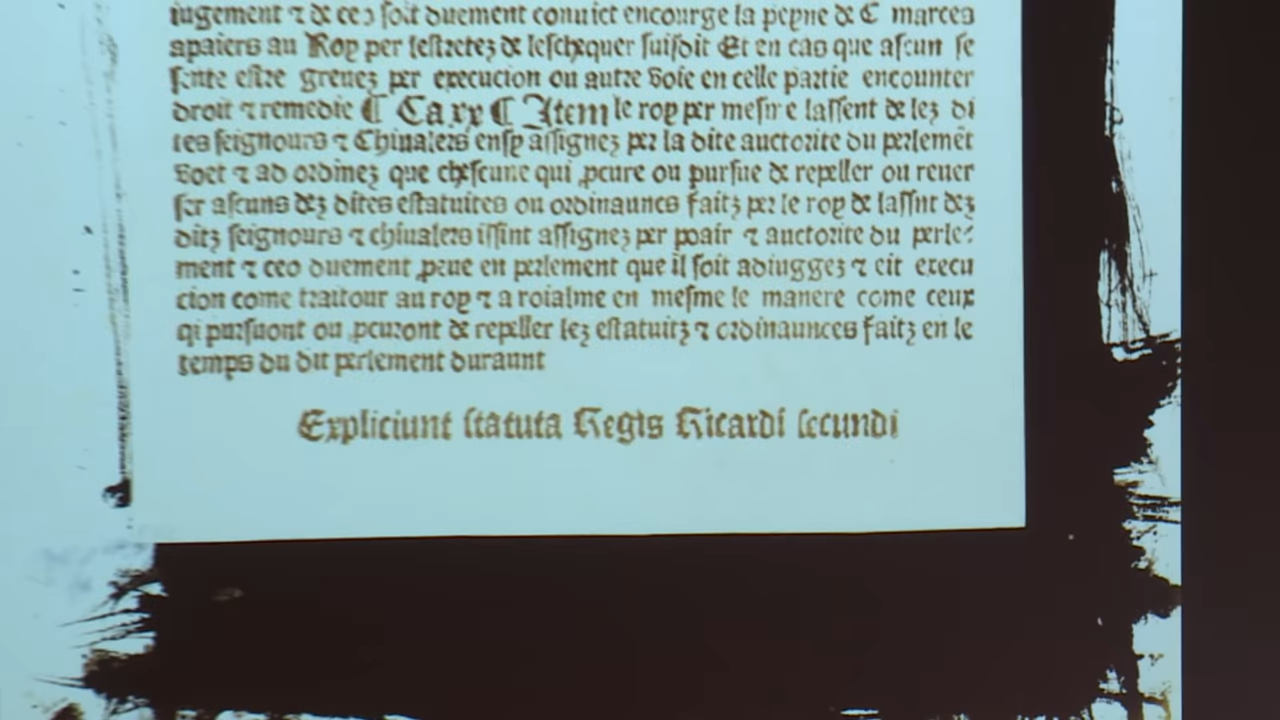 iugement ⁊ de ceo ſoit duement conuict encourge la peyne de C marces
apaiers au Roy per leſtretez de leſcheqer ſuiſdit Et en cas que aſcun ſe
ſente eſtre greuez per execucion ou autre voie en celle partie encounter
droit ⁊ remedie ¶ Ca.xx ¶ Item le roy per meſme laſſent de lez di
tes ſeignours ⁊ Chiualers enſy aſſignez per la dite auctorite du perlemēt
voet ⁊ ad ordinez que cheſcune qui ꝓcure ou purſue de repeller ou reuer
ſer aſcuns dez dites eſtatuites ou ordinaunces faitz per le roy de laſſent dez
ditz ſeignours ⁊ chiualers iſſint aſſignez per poair ⁊ auctorite du perle⸗
ment ⁊ ceo duement ꝓeue en perlement que il ſoit adiuggez ⁊ eit execu
cion come traitour au roy ⁊ a roialme en meſme le manere come ceux
qi purſuont ou ꝓcuront de repeller lez eſtatuitz ⁊ ordinaunces faitz en le
temps du dit perlement duraunt
Expliciunt ſtatuta Regis Ricardi ſecundi